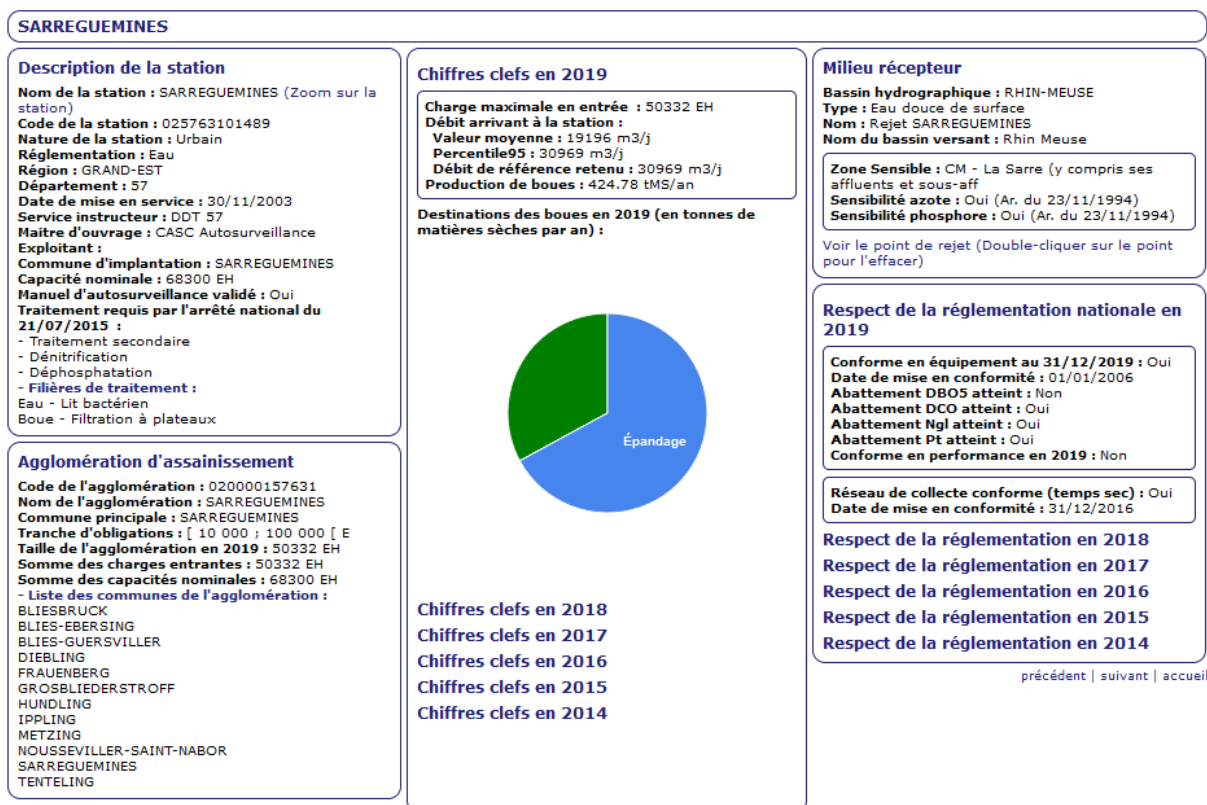 SARREGUEMINES
Description de la station
Nom de la station : SARREGUEMINES (Zoom sur la
station)
Code de la station : 025763101489
Nature de la station : Urbain
Réglementation : Eau
Région : GRAND-EST
Département : 57
Date de mise en service : 30/11/2003
Service instructeur : DDT 57
Maitre d'ouvrage : CASC Autosurveillance
Exploitant :
Commune d'implantation : SARREGUEMINES
Capacité nominale : 68300 EH
Manuel d'autosurveillance validé : Oui
Traitement requis par l'arrêté national du
21/07/2015 :
- Traitement secondaire
- Dénitrification
- Déphosphatation
- Filières de traitement :
Eau - Lit bactérien
Boue - Filtration à plateaux
Agglomération d'assainissement
Code de l'agglomération : 020000157631
Nom de l'agglomération : SARREGUEMINES
Commune principale : SARREGUEMINES
Tranche d'obligations : [ 10 000 ; 100 000 [ E
Taille de l'agglomération en 2019 : 50332 EH
Somme des charges entrantes : 50332 EH
Somme des capacités nominales : 68300 EH
- Liste des communes de l'agglomération :
BLIESBRUCK
BLIES-EBERSING
BLIES-GUERSVILLER
DIEBLING
FRAUENBERG
GROSBLIEDERSTROFF
HUNDLING
IPPLING
METZING
NOUSSEVILLER-SAINT-NABOR
SARREGUEMINES
TENTELING
Chiffres clefs en 2019
Charge maximale en entrée : 50332 EH
Débit arrivant à la station :
Valeur moyenne : 19196 m3/j
Percentile95 : 30969 m3/j
Débit de référence retenu : 30969 m3/j
Production de boues : 424.78 tMS/an
Destinations des boues en 2019 (en tonnes de
matières sèches par an) :
Épandage
Chiffres clefs en 2018
Chiffres clefs en 2017
Chiffres clefs en 2016
Chiffres clefs en 2015
Chiffres clefs en 2014
Milieu récepteur
Bassin hydrographique : RHIN-MEUSE
Type : Eau douce de surface
Nom : Rejet SARREGUEMINES
Nom du bassin versant : Rhin Meuse
Zone Sensible : CM - La Sarre (y compris ses
affluents et sous-aff
Sensibilité azote : Oui (Ar. du 23/11/1994)
Sensibilité phosphore : Oui (Ar. du 23/11/1994)
Voir le point de rejet (Double-cliquer sur le point
pour l'effacer)
Respect de la réglementation nationale en
2019
Conforme en équipement au 31/12/2019 : Oui
Date de mise en conformité : 01/01/2006
Abattement DBO5 atteint : Non
Abattement DCO atteint : Oui
Abattement Ngl atteint : Oui
Abattement Pt atteint : Oui
Conforme en performance en 2019 : Non
Réseau de collecte conforme (temps sec) : Oui
Date de mise en conformité : 31/12/2016
Respect de la réglementation en 2018
Respect de la réglementation en 2017
Respect de la réglementation en 2016
Respect de la réglementation en 2015
Respect de la réglementation en 2014
précédent | suivant | accueil